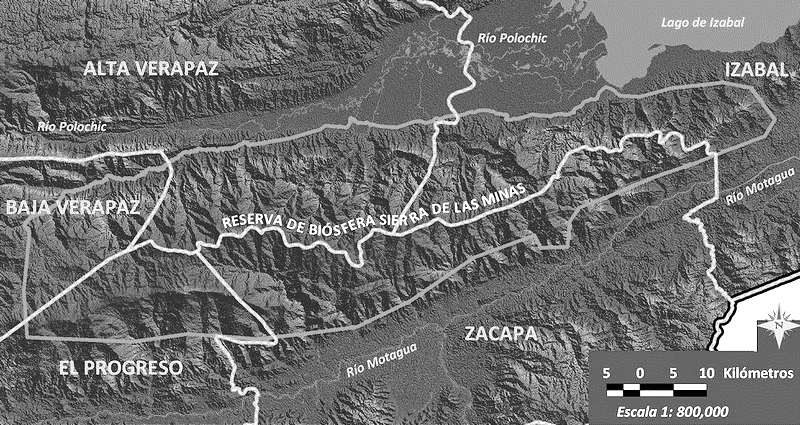 Lago de Izabal
Río Polochic
ALTA VERAPAZ
IZABAL
Río Polochic
Río Motagua
BAJA VERAPAZ
RESERVA DE BIÓSFERA SIERRA DE LAS MINAS
N
ZACAPA
Río Motagua
EL PROGRESO
5 0 5 10 Kilómetros
Escala 1: 800,000